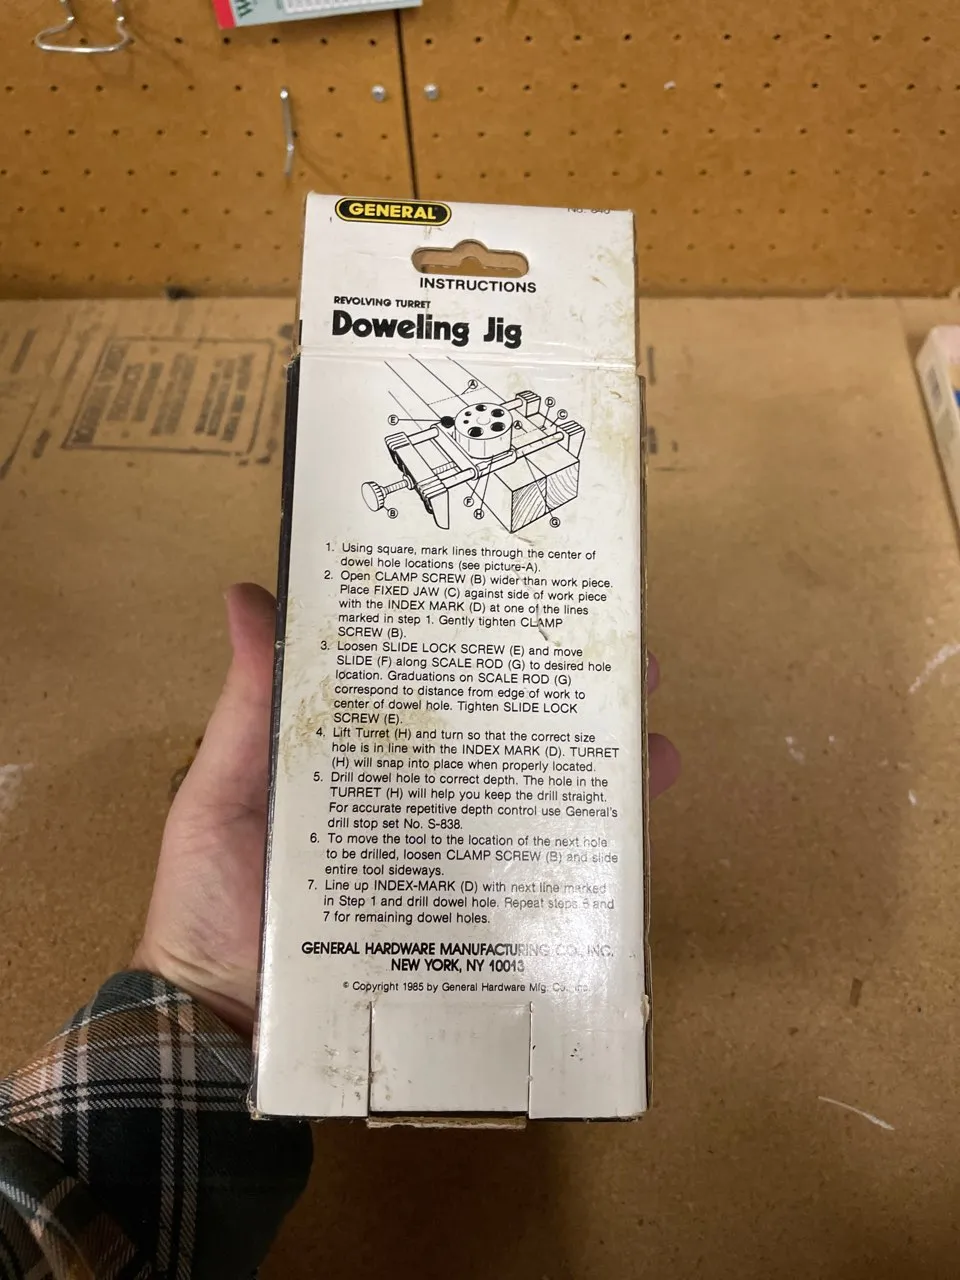 GENERAL
No. 840
INSTRUCTIONS
REVOLVING TURRET
Doweling Jig
A
D
C
E
A
B
F
H
G
1. Using square, mark lines through the center of
dowel hole locations (see picture-A).
2. Open CLAMP SCREW (B) wider than work piece.
Place FIXED JAW (C) against side of work piece
with the INDEX MARK (D) at one of the lines
marked in step 1. Gently tighten CLAMP
SCREW (B).
3. Loosen SLIDE LOCK SCREW (E) and move
SLIDE (F) along SCALE ROD (G) to desired hole
location. Graduations on SCALE ROD (G)
correspond to distance from edge of work to
center of dowel hole. Tighten SLIDE LOCK
SCREW (E).
4. Lift Turret (H) and turn so that the correct size
hole is in line with the INDEX MARK (D). TURRET
(H) will snap into place when properly located.
5. Drill dowel hole to correct depth. The hole in the
TURRET (H) will help you keep the drill straight.
For accurate repetitive depth control use General's
drill stop set No. S-838.
6. To move the tool to the location of the next hole
to be drilled, loosen CLAMP SCREW (B) and slide
entire tool sideways.
7. Line up INDEX-MARK (D) with next line marked
in Step 1 and drill dowel hole. Repeat steps 6 and
7 for remaining dowel holes.
GENERAL HARDWARE MANUFACTURING CO., INC.
NEW YORK, NY 10013
© Copyright 1985 by General Hardware Mfg. Co., Inc.